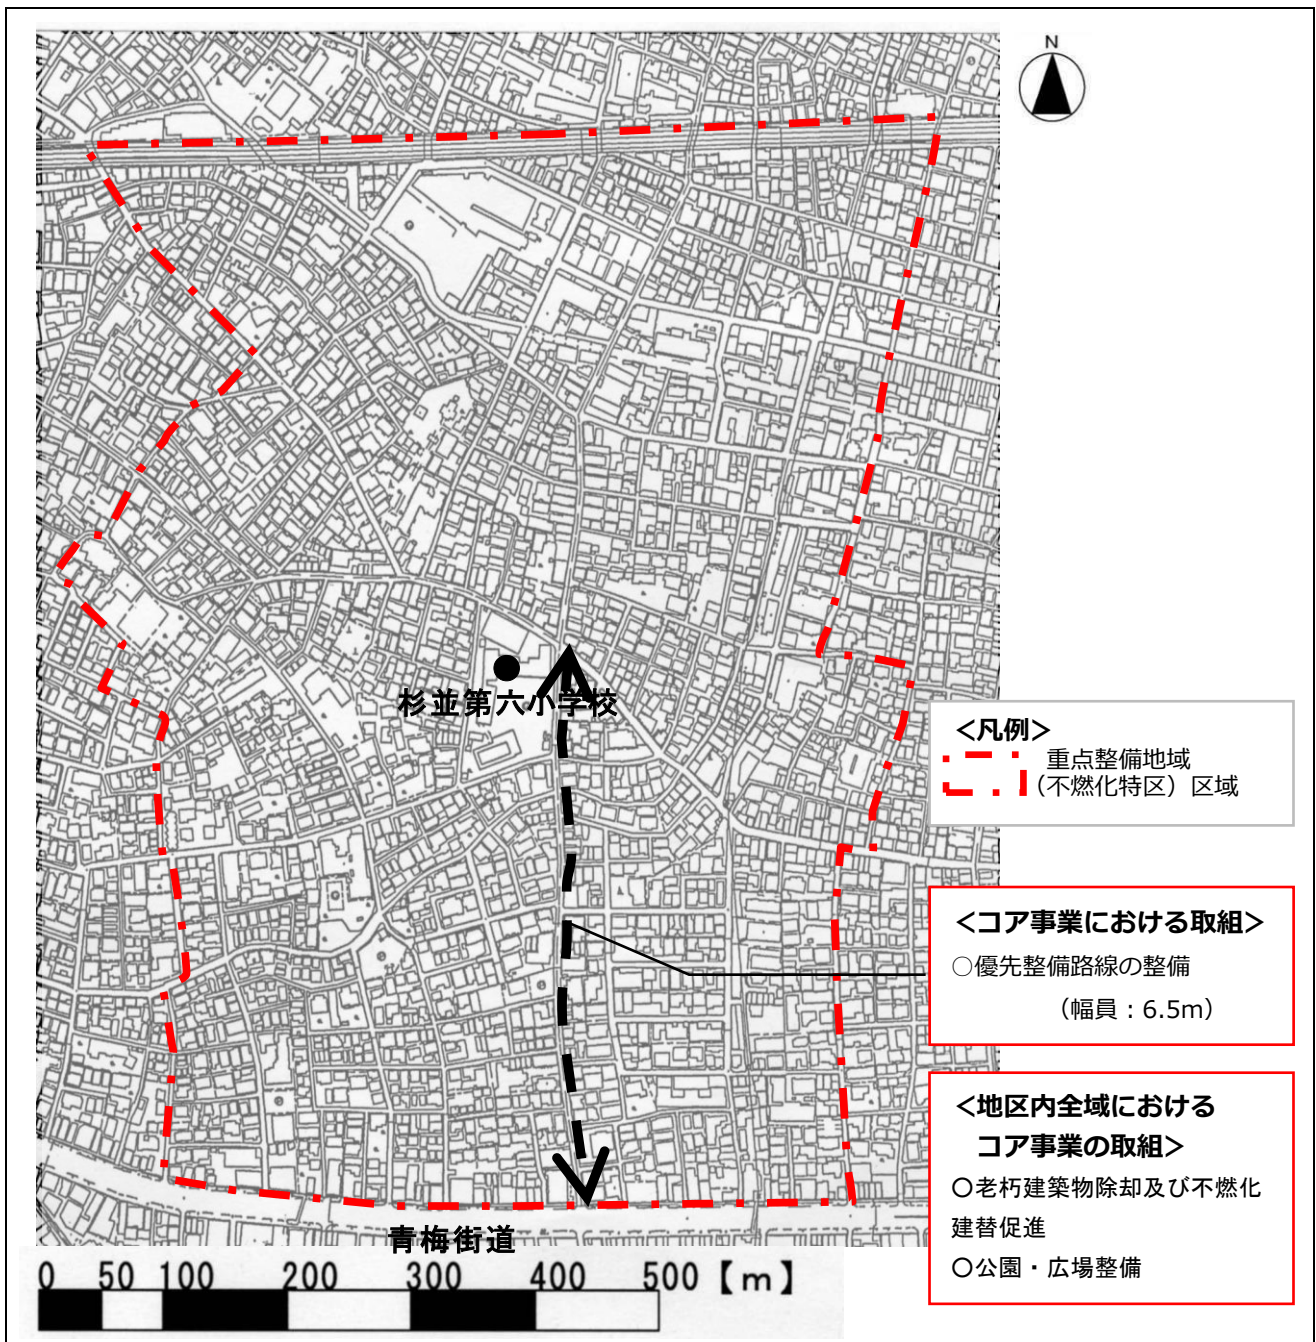 N
杉並第六小学校
<凡例>
重点整備地域
(不燃化特区)区域
<コア事業における取組>
○優先整備路線の整備
(幅員：6.5m)
<地区内全域における
コア事業の取組>
○老朽建築物除却及び不燃化
建替促進
○公園・広場整備
青梅街道
0 50 100 200 300 400 500【m】